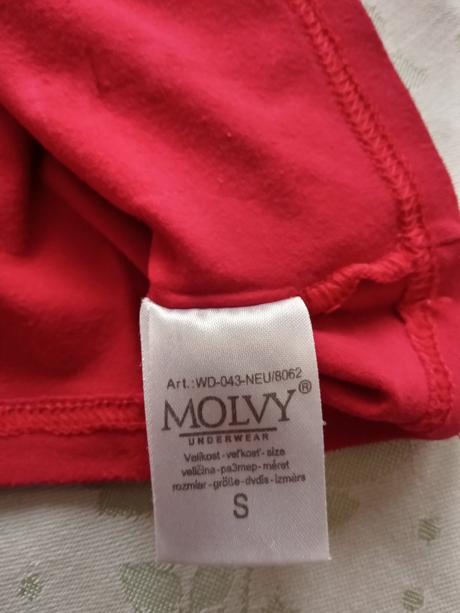 Art.:WD-043-NEU/8062
MOLVY®
UNDERWEAR
Velikost-veľkosť-size
veličina-размер-méret
rozmiar-größe-dydis-izmērs
S